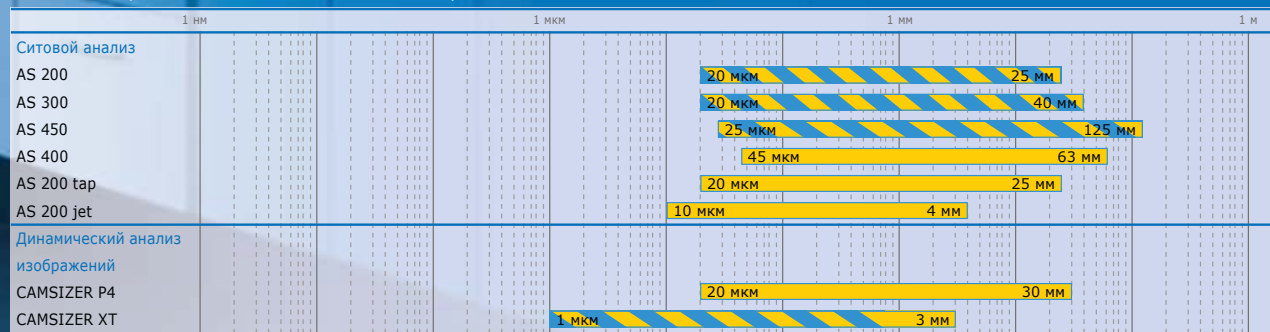 1 нм 1 мкм 1 мм 1 м
Ситовой анализ
AS 200 20 мкм 25 мм
AS 300 20 мкм 40 мм
AS 450 25 мкм 125 мм
AS 400 45 мкм 63 мм
AS 200 tap 20 мкм 25 мм
AS 200 jet 10 мкм 4 мм
Динамический анализ
изображений
CAMSIZER P4 20 мкм 30 мм
CAMSIZER XT 1 мкм 3 мм